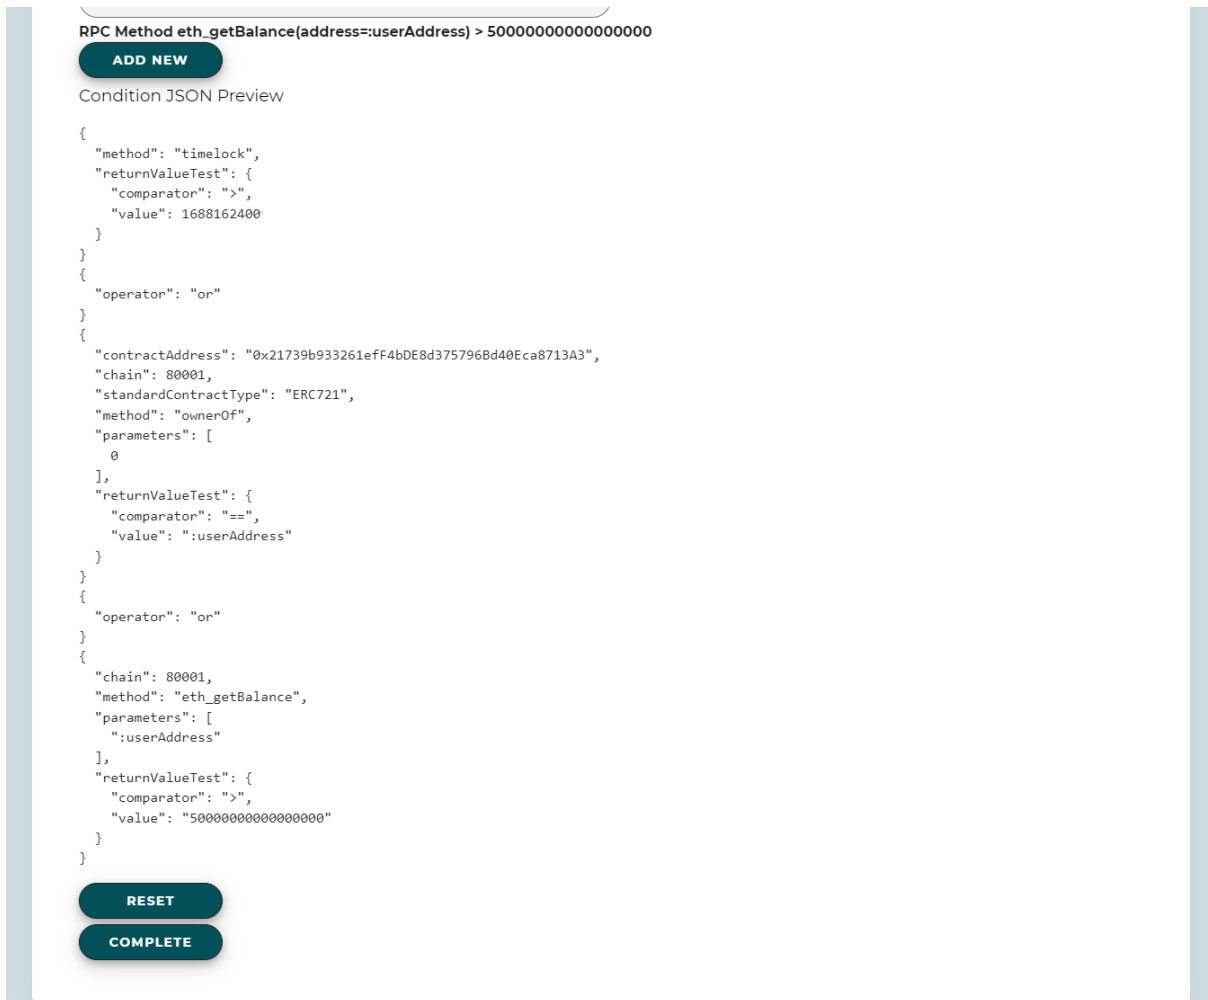 RPC Method eth_getBalance(address=:userAddress) > 50000000000000000
ADD NEW
Condition JSON Preview
{
  "method": "timelock",
  "returnValueTest": {
    "comparator": ">",
    "value": 1688162400
  }
}
{
  "operator": "or"
}
{
  "contractAddress": "0x21739b933261efF4bDE8d375796Bd40Eca8713A3",
  "chain": 80001,
  "standardContractType": "ERC721",
  "method": "ownerOf",
  "parameters": [
    0
  ],
  "returnValueTest": {
    "comparator": "==",
    "value": ":userAddress"
  }
}
{
  "operator": "or"
}
{
  "chain": 80001,
  "method": "eth_getBalance",
  "parameters": [
    ":userAddress"
  ],
  "returnValueTest": {
    "comparator": ">",
    "value": "50000000000000000"
  }
}
RESET
COMPLETE